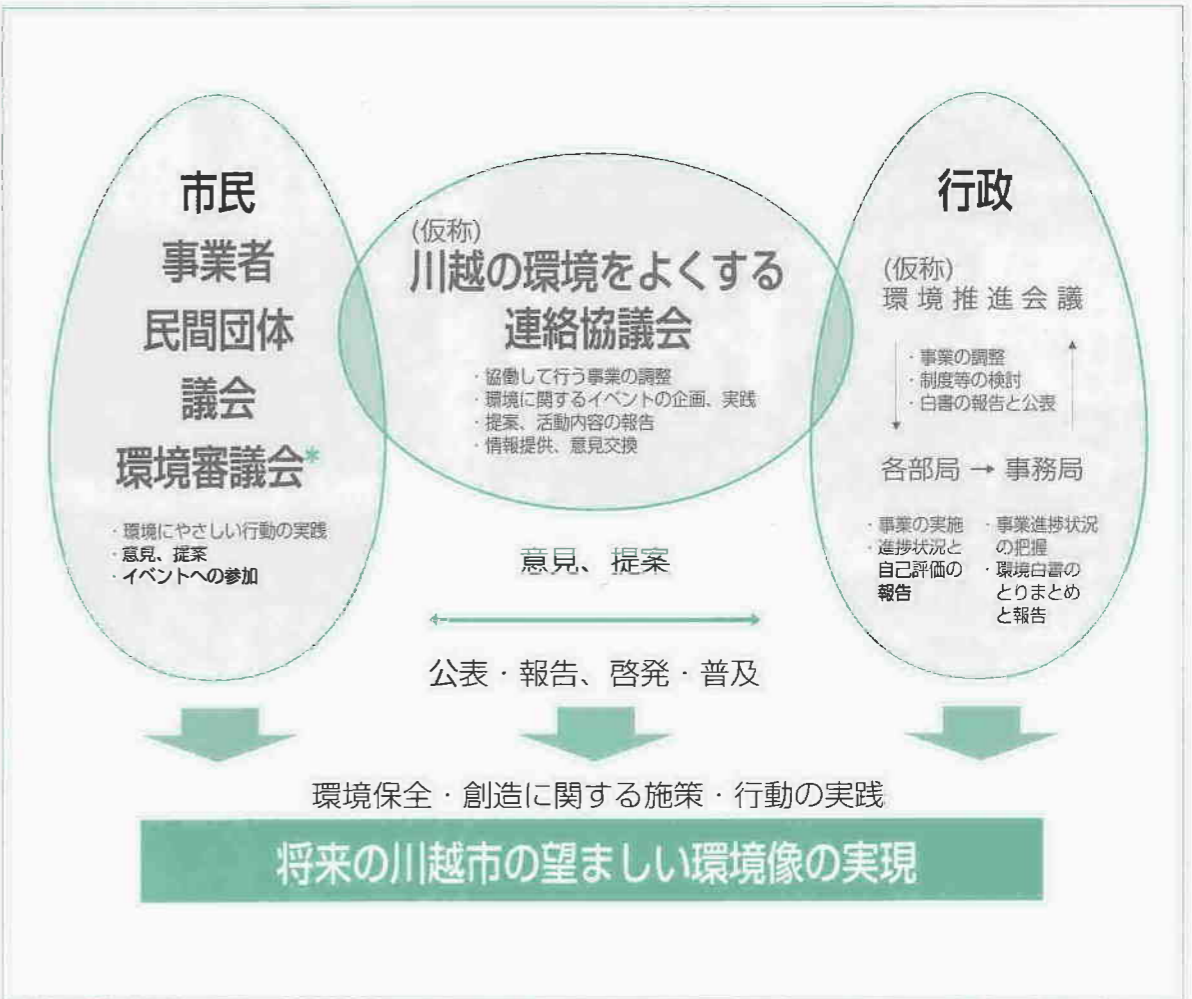 市民
事業者
民間団体
議会
環境審議会*
・環境にやさしい行動の実践
・意見、提案
・イベントへの参加
(仮称)
川越の環境をよくする
連絡協議会
・協働して行う事業の調整
・環境に関するイベントの企画、実践
・提案、活動内容の報告
・情報提供、意見交換
意見、提案
公表・報告、啓発・普及
行政
(仮称)
環境推進会議
・事業の調整
・制度等の検討
・白書の報告と公表
各部局 → 事務局
・事業の実施
・進捗状況と
自己評価の
報告
・事業進捗状況
の把握
・環境白書の
とりまとめ
と報告
環境保全・創造に関する施策・行動の実践
将来の川越市の望ましい環境像の実現